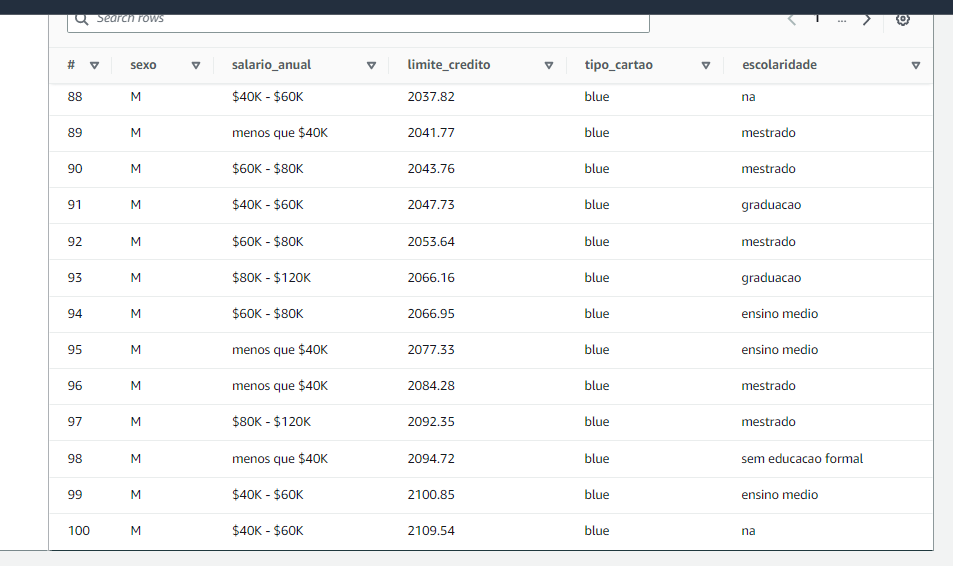 Search rows 1 ...
# sexo salario_anual limite_credito tipo_cartao escolaridade
88 M $40K - $60K 2037.82 blue na
89 M menos que $40K 2041.77 blue mestrado
90 M $60K - $80K 2043.76 blue mestrado
91 M $40K - $60K 2047.73 blue graduacao
92 M $60K - $80K 2053.64 blue mestrado
93 M $80K - $120K 2066.16 blue graduacao
94 M $60K - $80K 2066.95 blue ensino medio
95 M menos que $40K 2077.33 blue ensino medio
96 M menos que $40K 2084.28 blue mestrado
97 M $80K - $120K 2092.35 blue mestrado
98 M menos que $40K 2094.72 blue sem educacao formal
99 M $40K - $60K 2100.85 blue ensino medio
100 M $40K - $60K 2109.54 blue na